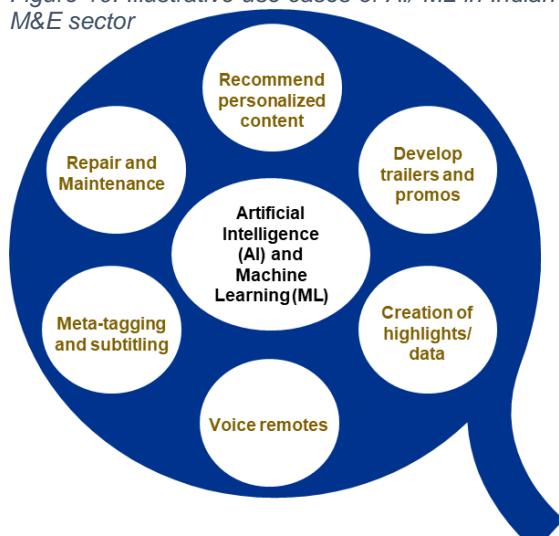 M&E sector
Recommend
personalized
content
Develop
trailers and
promos
Creation of
highlights/
data
Voice remotes
Meta-tagging
and subtitling
Repair and
Maintenance
Artificial
Intelligence
(AI) and
Machine
Learning(ML)